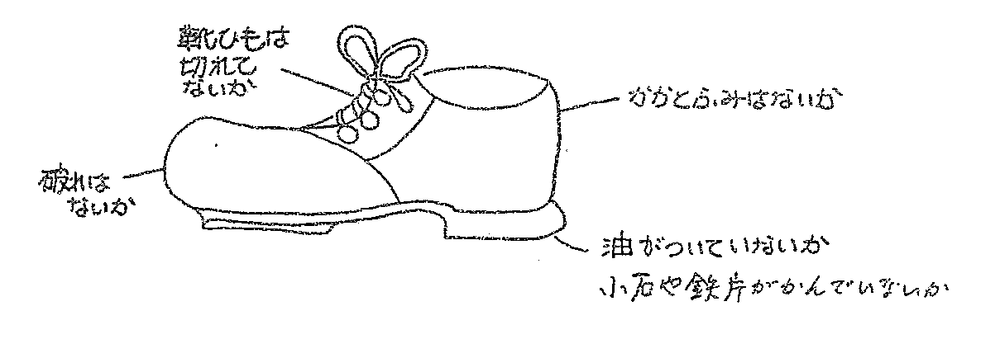 靴ひもは
切れて
ないか
かかとふみはないか
破れは
ないか
油がついていないか
小石や鉄片がかんでいないか